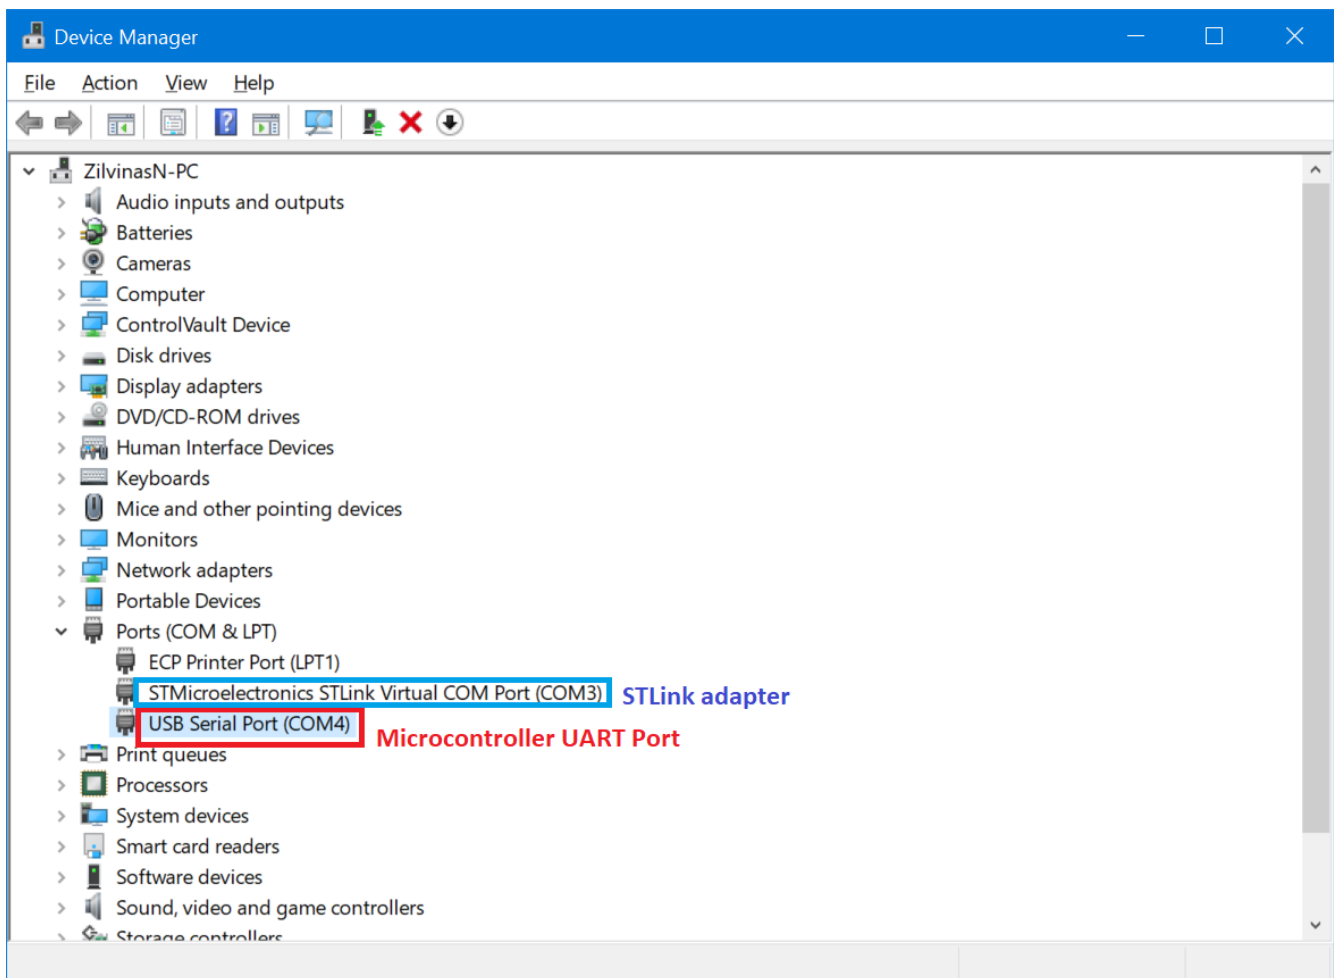 Device Manager
File Action View Help
ZilvinasN-PC
Audio inputs and outputs
Batteries
Cameras
Computer
ControlVault Device
Disk drives
Display adapters
DVD/CD-ROM drives
Human Interface Devices
Keyboards
Mice and other pointing devices
Monitors
Network adapters
Portable Devices
Ports (COM & LPT)
ECP Printer Port (LPT1)
STMicroelectronics STLink Virtual COM Port (COM3) STLink adapter
USB Serial Port (COM4) Microcontroller UART Port
Print queues
Processors
System devices
Smart card readers
Software devices
Sound, video and game controllers
Storage controllers